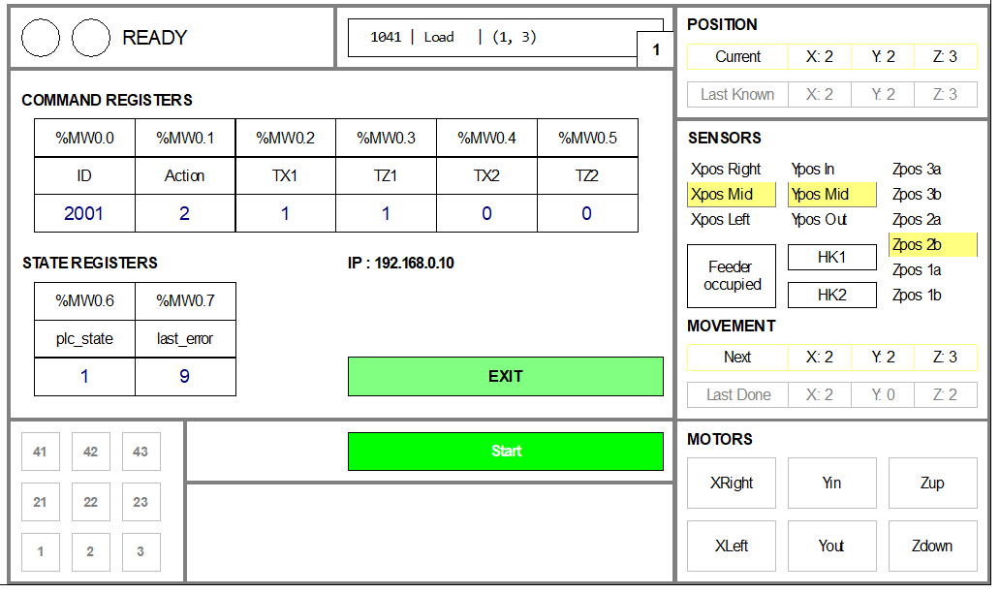 READY
1041 | Load | (1, 3)
1
COMMAND REGISTERS
%MW0.0 %MW0.1 %MW0.2 %MW0.3 %MW0.4 %MW0.5
ID Action TX1 TZ1 TX2 TZ2
2001 2 1 1 0 0
STATE REGISTERS
IP : 192.168.0.10
%MW0.6 %MW0.7
plc_state last_error
1 9
EXIT
41 42 43
21 22 23
1 2 3
Start
POSITION
Current X: 2 Y: 2 Z: 3
Last Known X: 2 Y: 2 Z: 3
SENSORS
Xpos Right Ypos In Zpos 3a
Xpos Mid Ypos Mid Zpos 3b
Xpos Left Ypos Out Zpos 2a
Zpos 2b
Feeder
occupied
HK1
Zpos 1a
HK2
Zpos 1b
MOVEMENT
Next X: 2 Y: 2 Z: 3
Last Done X: 2 Y: 0 Z: 2
MOTORS
XRight Yin Zup
XLeft Yout Zdown